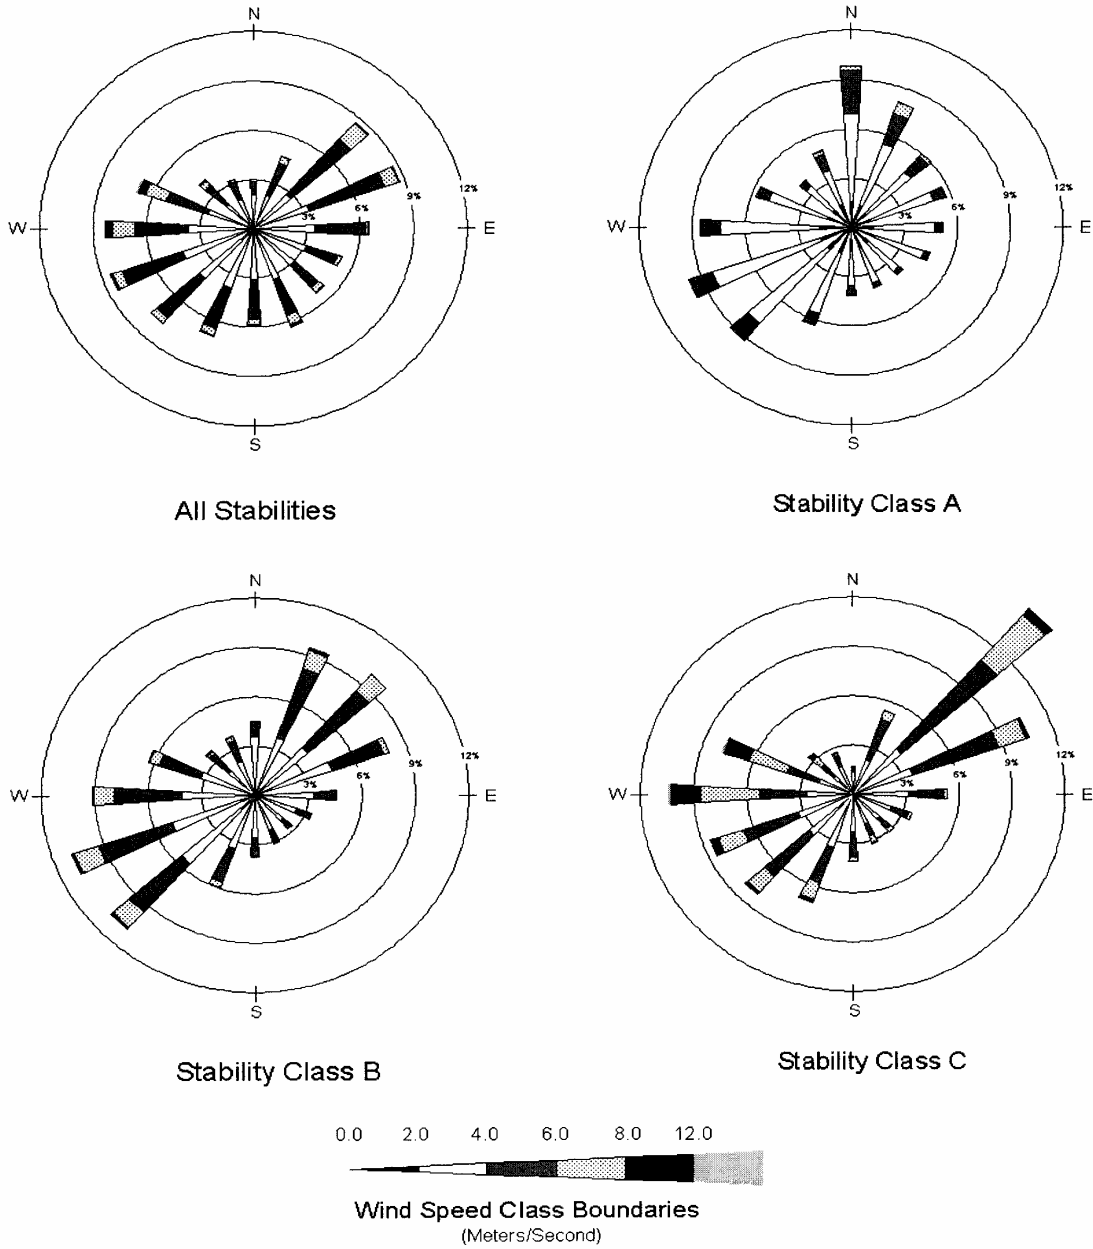 N
N
12%
12%
9%
9%
6%
6%
3%
3%
W
E
W
E
S
S
All Stabilities
Stability Class A
N
N
12%
12%
9%
9%
6%
6%
3%
3%
W
E
W
E
S
S
Stability Class B
Stability Class C
0.0 2.0 4.0 6.0 8.0 12.0
Wind Speed Class Boundaries
(Meters/Second)